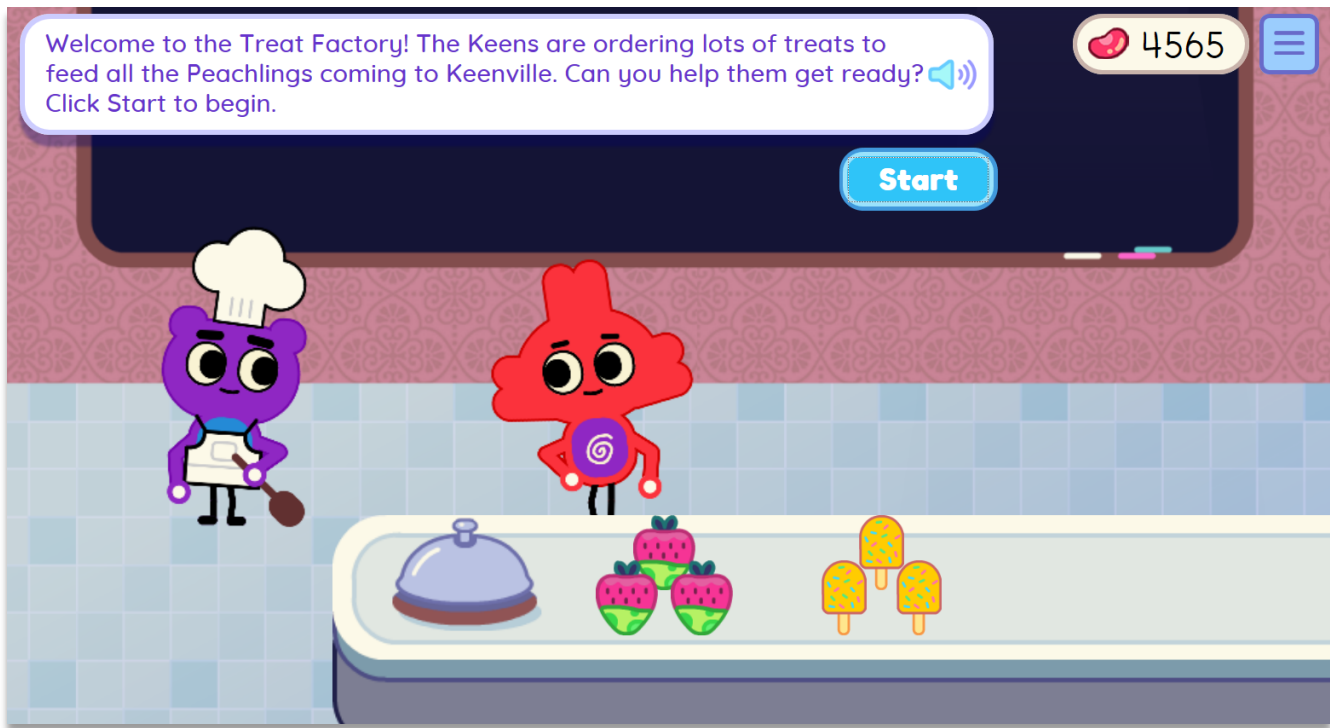 Welcome to the Treat Factory! The Keens are ordering lots of treats to
feed all the Peachlings coming to Keenville. Can you help them get ready?
Click Start to begin.
4565
Start